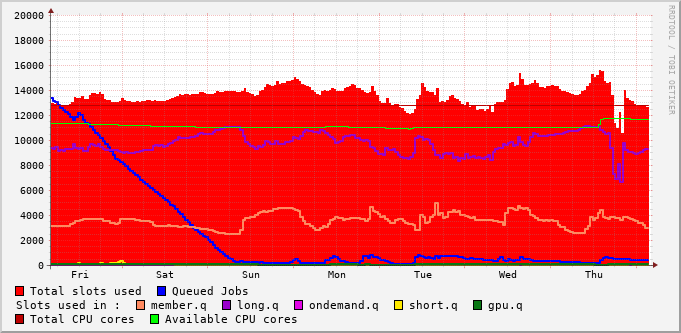 20000
18000
16000
14000
12000
10000
8000
6000
4000
2000
0
Fri Sat Sun Mon Tue Wed Thu
RRDTOOL / TOBI OETIKER
Total slots used Queued Jobs
Slots used in : member.q long.q ondemand.q short.q gpu.q
Total CPU cores Available CPU cores